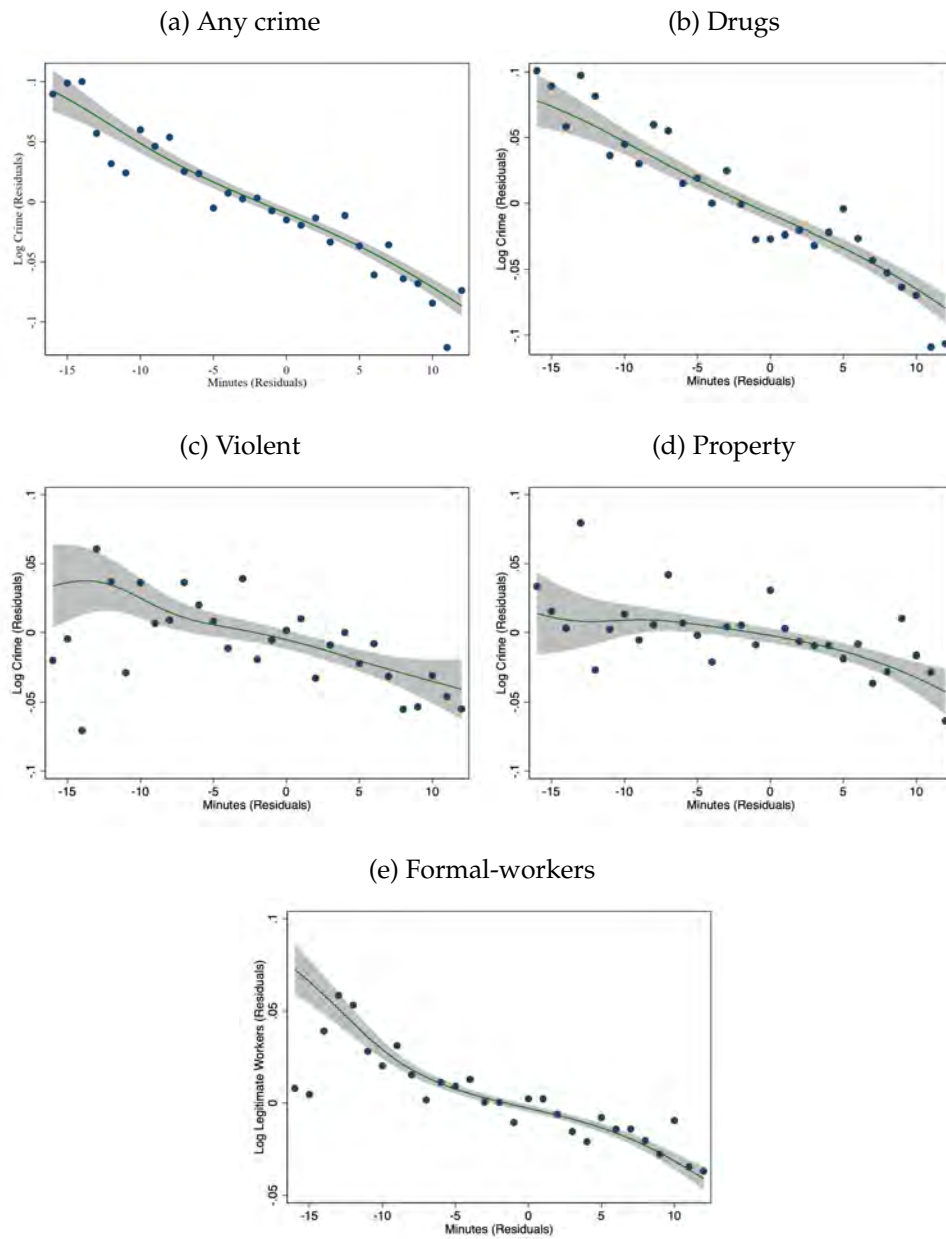 (a) Any crime
(b) Drugs
Log Crime (Residuals)
.1
.05
0
-.05
-.1
-15 -10 -5 0 5 10
Minutes (Residuals)
Log Crime (Residuals)
.1
.05
0
-.05
-.1
-15 -10 -5 0 5 10
Minutes (Residuals)
(c) Violent
(d) Property
Log Crime (Residuals)
.1
.05
0
-.05
-.1
-15 -10 -5 0 5 10
Minutes (Residuals)
Log Crime (Residuals)
.1
.05
0
-.05
-.1
-15 -10 -5 0 5 10
Minutes (Residuals)
(e) Formal-workers
Log Legitimate Workers (Residuals)
.1
.05
0
-.05
-15 -10 -5 0 5 10
Minutes (Residuals)